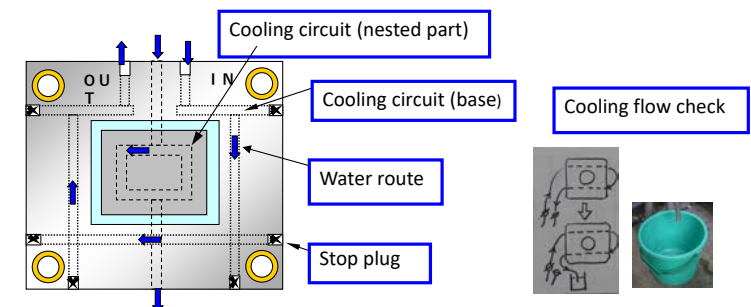 Cooling circuit (nested part)
O U
T
I N
Cooling circuit (base)
Cooling flow check
Water route
Stop plug